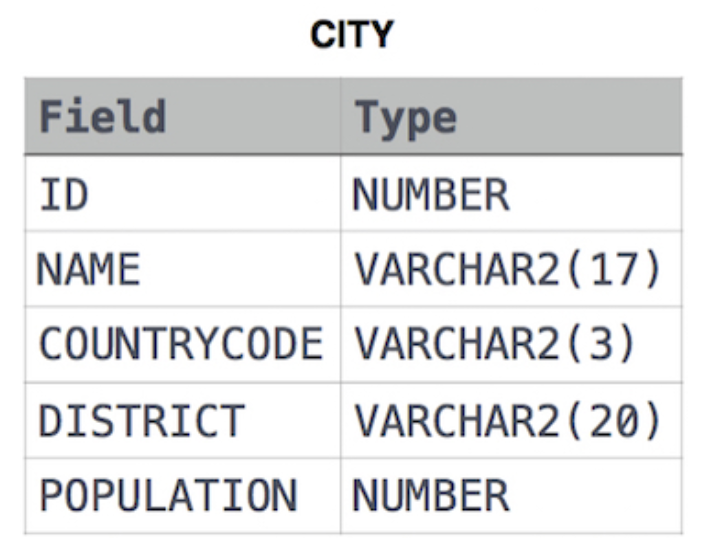 CITY
Field Type
ID NUMBER
NAME VARCHAR2(17)
COUNTRYCODE VARCHAR2(3)
DISTRICT VARCHAR2(20)
POPULATION NUMBER